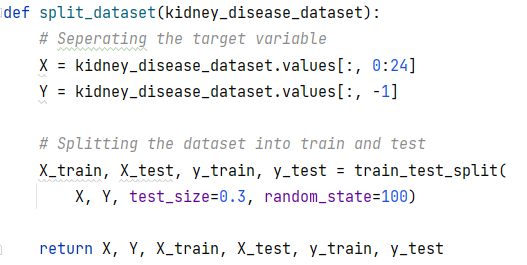 def split_dataset(kidney_disease_dataset):
    # Seperating the target variable
    X = kidney_disease_dataset.values[:, 0:24]
    Y = kidney_disease_dataset.values[:, -1]

    # Splitting the dataset into train and test
    X_train, X_test, y_train, y_test = train_test_split(
        X, Y, test_size=0.3, random_state=100)

    return X, Y, X_train, X_test, y_train, y_test